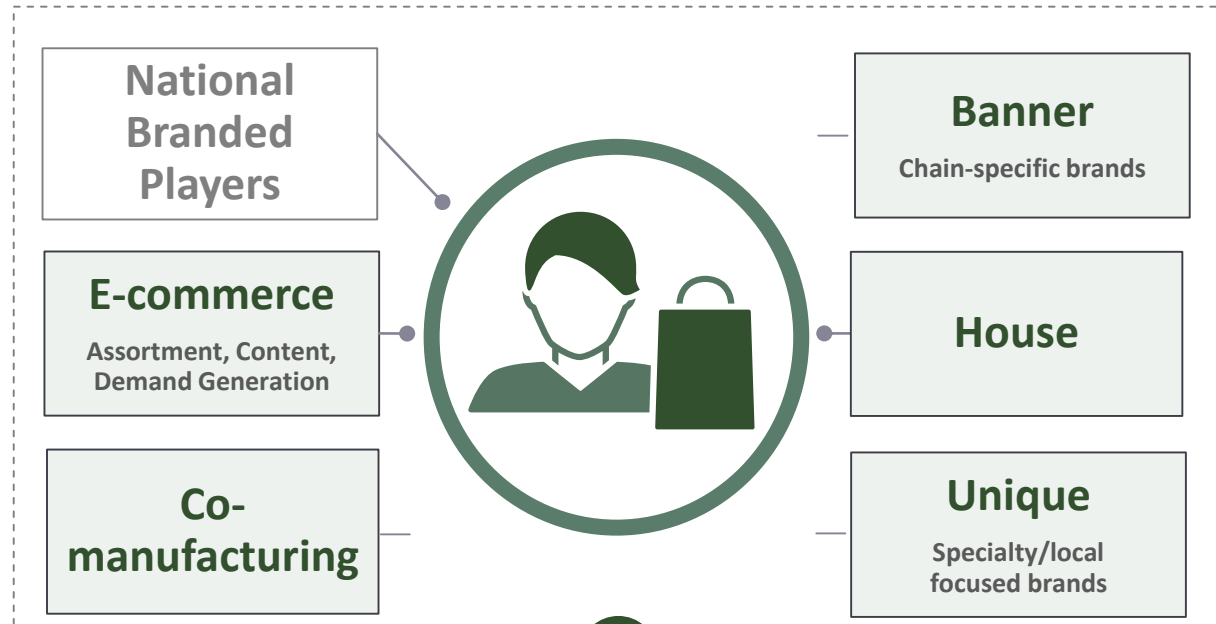 National
Branded
Players
E-commerce
Assortment, Content,
Demand Generation
Co-
manufacturing
Banner
Chain-specific brands
House
Unique
Specialty/local
focused brands